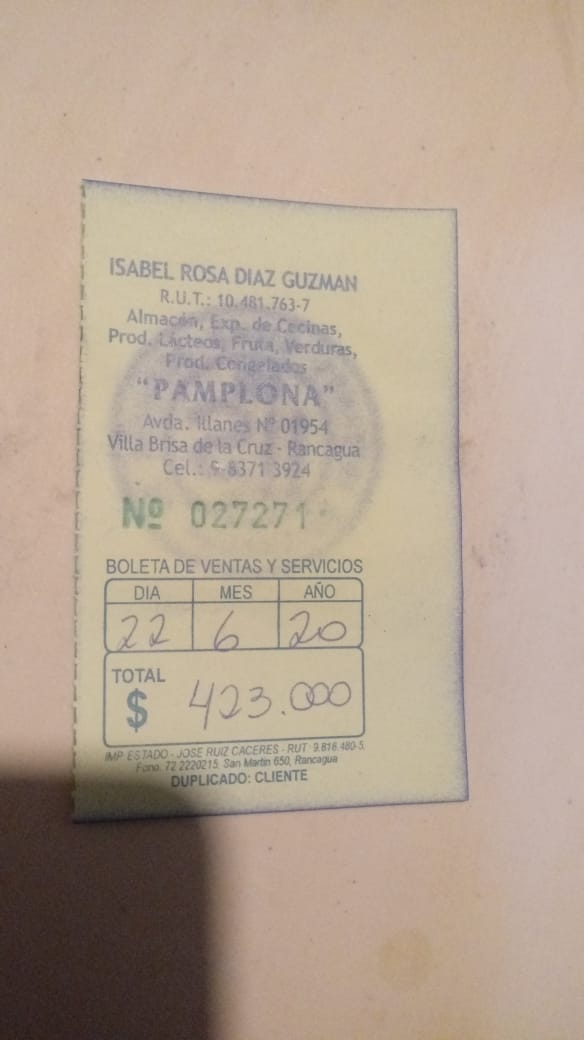 ISABEL ROSA DIAZ GUZMAN
R.U.T.: 10.481.763-7
Almacén, Exp. de Cecinas,
Prod. Lácteos, Fruta, Verduras,
Prod. Congelados
"PAMPLONA"
Avda. Illanes Nº 01954
Villa Brisa de la Cruz - Rancagua
Cel.: 9-8371 3924
Nº 027271
BOLETA DE VENTAS Y SERVICIOS
DIA MES AÑO
22 6 20
TOTAL
$ 423.000
IMP. ESTADO - JOSE RUIZ CACERES - RUT 9.816.480-5.
Fono. 72 2220215. San Martin 650, Rancagua
DUPLICADO: CLIENTE